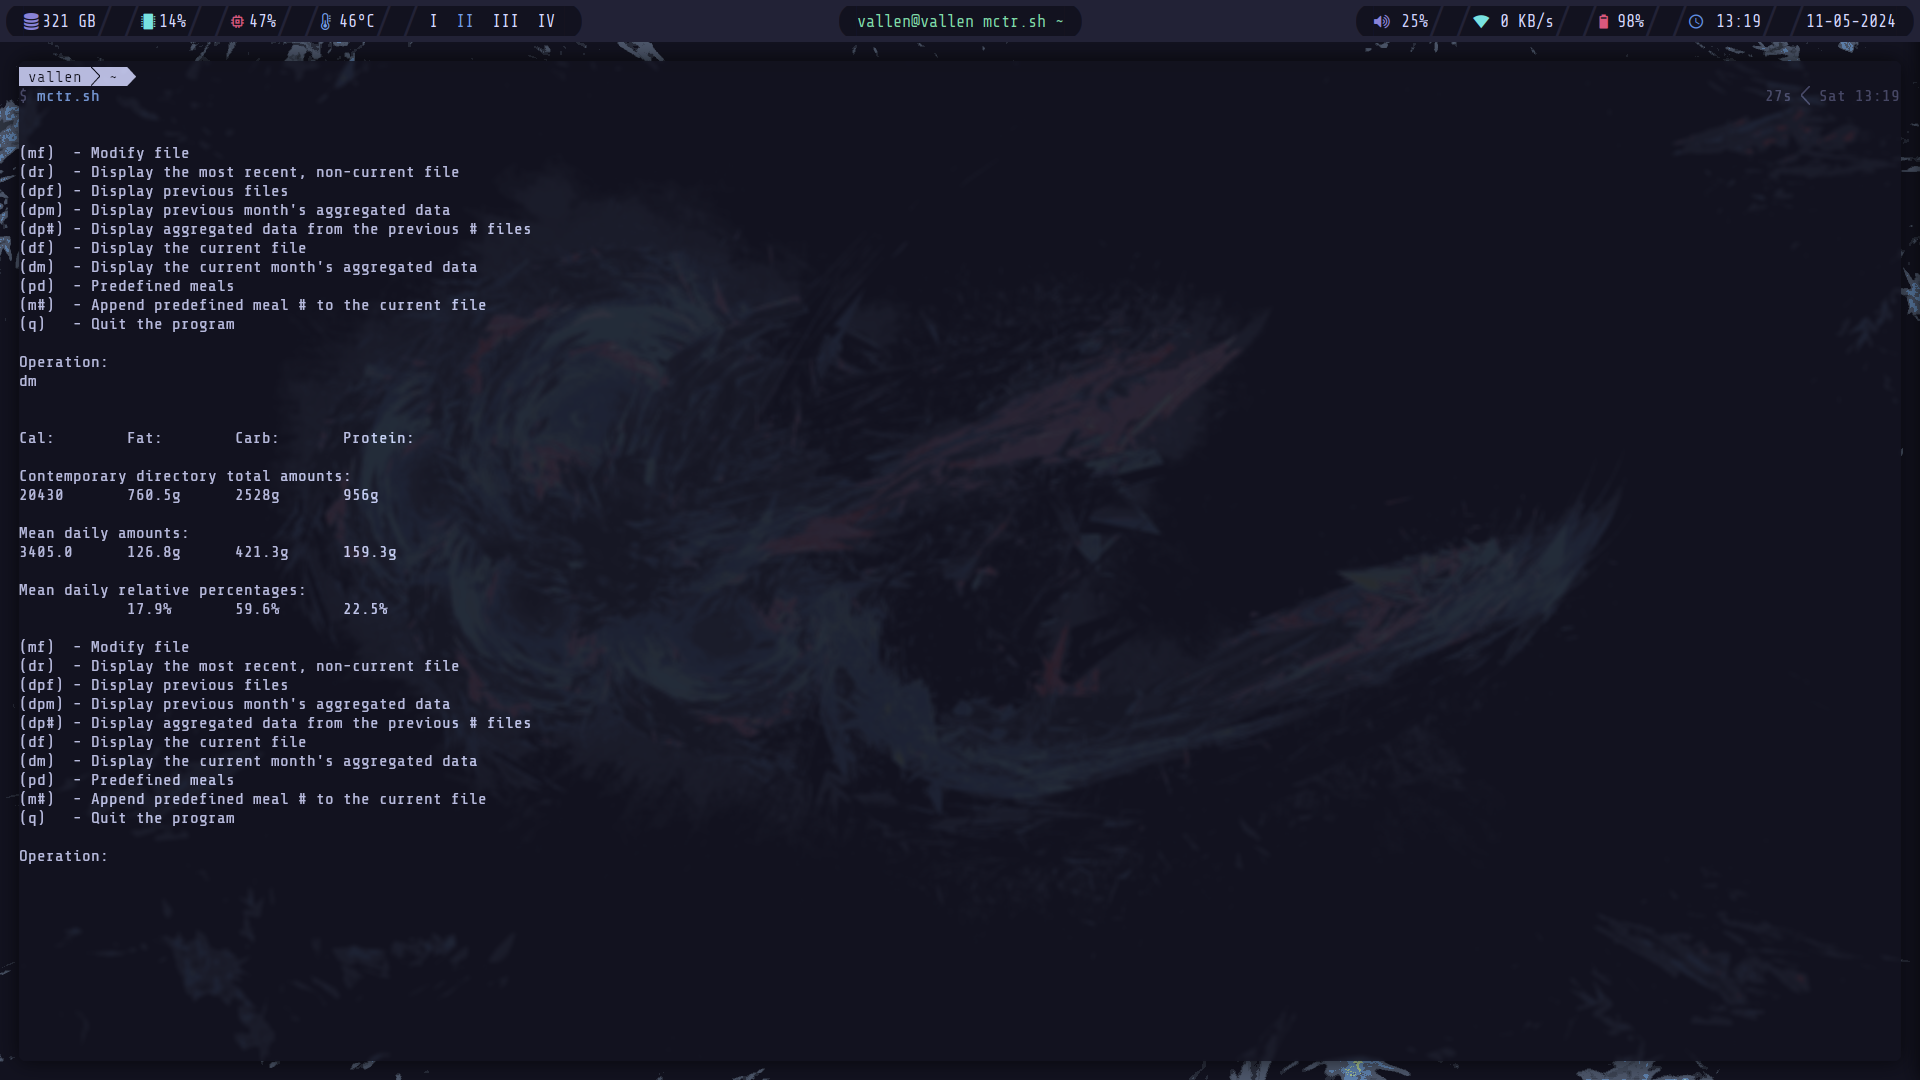 321 GB 14% 47% 46°C I II III IV vallen@vallen mctr.sh ~ 25% 0 KB/s 98% 13:19 11-05-2024
vallen ~
$ mctr.sh 27s Sat 13:19
(mf) - Modify file
(dr) - Display the most recent, non-current file
(dpf) - Display previous files
(dpm) - Display previous month's aggregated data
(dp#) - Display aggregated data from the previous # files
(df) - Display the current file
(dm) - Display the current month's aggregated data
(pd) - Predefined meals
(m#) - Append predefined meal # to the current file
(q) - Quit the program
Operation:
dm
Cal: Fat: Carb: Protein:
Contemporary directory total amounts:
20430 760.5g 2528g 956g
Mean daily amounts:
3405.0 126.8g 421.3g 159.3g
Mean daily relative percentages:
17.9% 59.6% 22.5%
(mf) - Modify file
(dr) - Display the most recent, non-current file
(dpf) - Display previous files
(dpm) - Display previous month's aggregated data
(dp#) - Display aggregated data from the previous # files
(df) - Display the current file
(dm) - Display the current month's aggregated data
(pd) - Predefined meals
(m#) - Append predefined meal # to the current file
(q) - Quit the program
Operation: